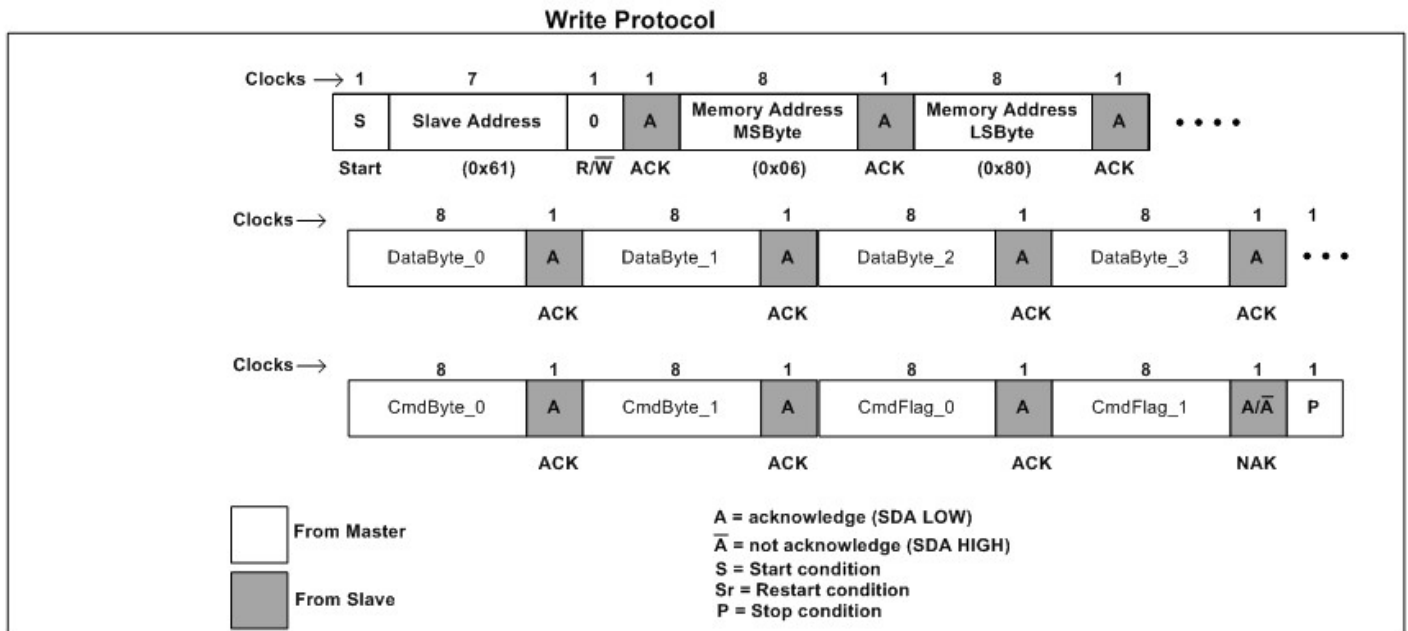 Write Protocol
Clocks → 1 7 1 1 8 1 8 1
S Slave Address 0 A Memory Address MSByte A Memory Address LSByte A • • • •
Start (0x61) R/W̅ ACK (0x06) ACK (0x80) ACK
Clocks → 8 1 8 1 8 1 8 1 1
DataByte_0 A DataByte_1 A DataByte_2 A DataByte_3 A • • •
ACK ACK ACK ACK
Clocks → 8 1 8 1 8 1 8 1 1
CmdByte_0 A CmdByte_1 A CmdFlag_0 A CmdFlag_1 A/A̅ P
ACK ACK ACK NAK
From Master
From Slave
A = acknowledge (SDA LOW)
A̅ = not acknowledge (SDA HIGH)
S = Start condition
Sr = Restart condition
P = Stop condition